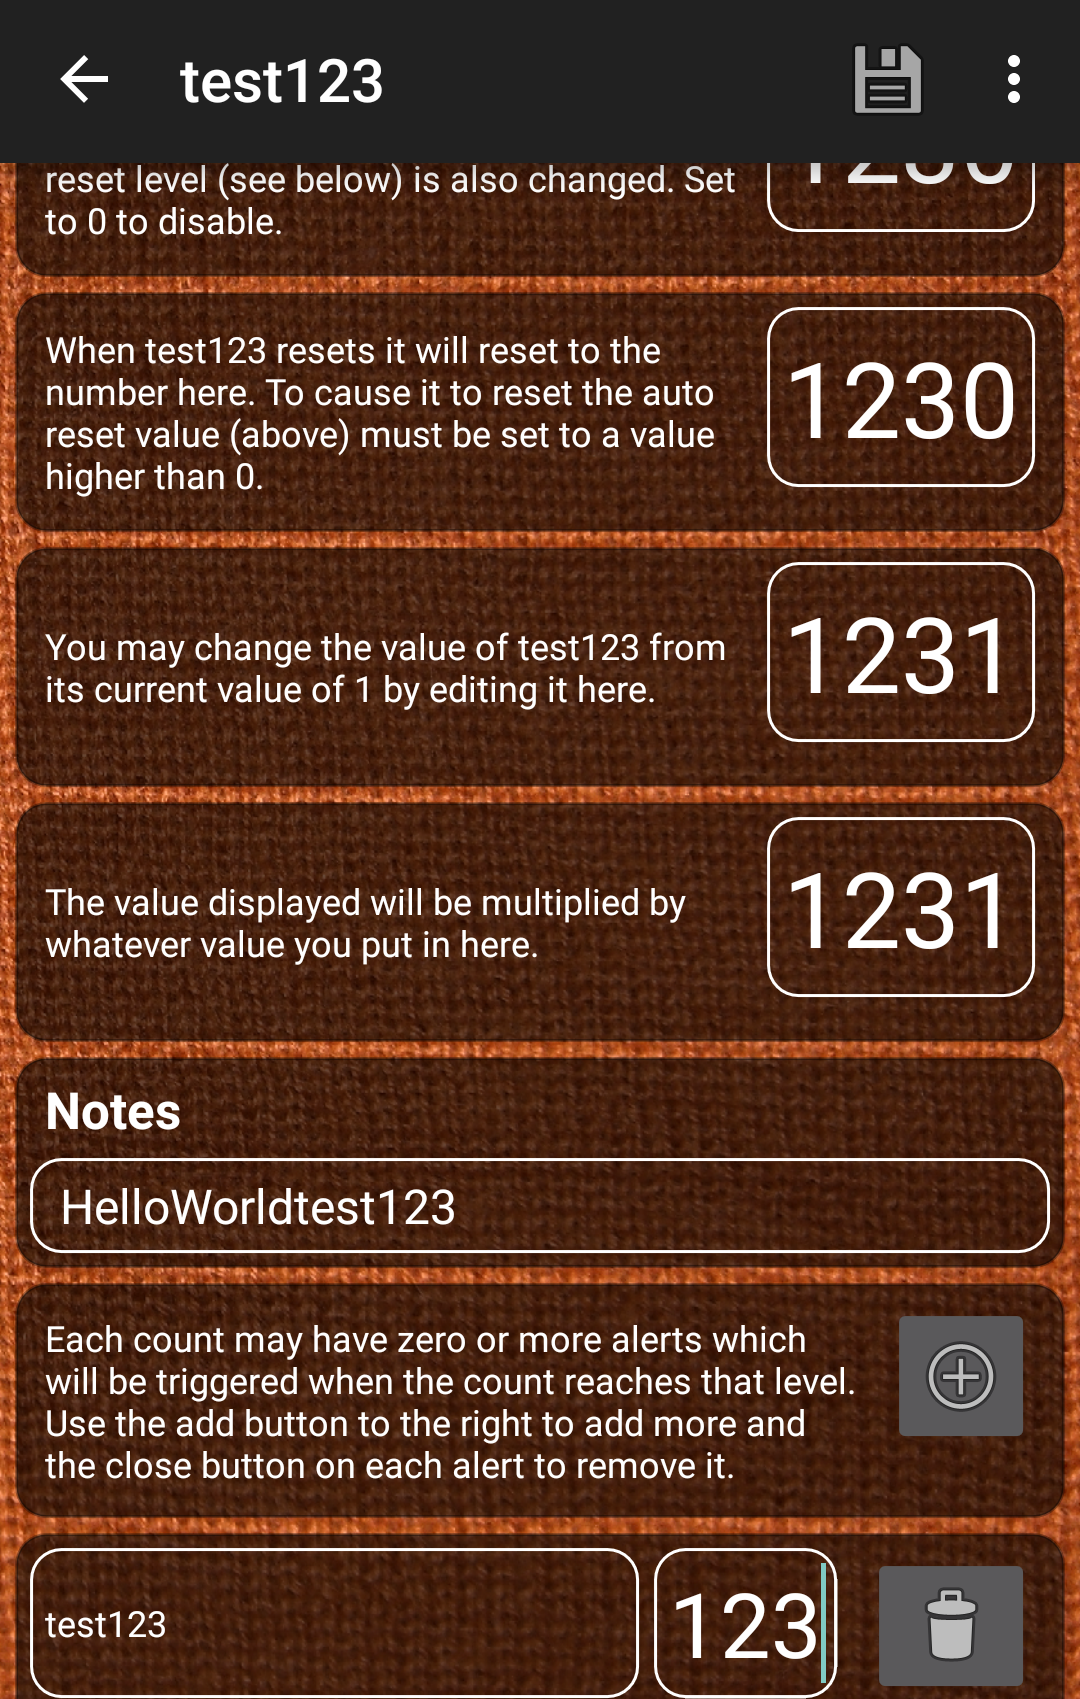 test123
reset level (see below) is also changed. Set
to 0 to disable.
1230
When test123 resets it will reset to the
number here. To cause it to reset the auto
reset value (above) must be set to a value
higher than 0.
1230
You may change the value of test123 from
its current value of 1 by editing it here.
1231
The value displayed will be multiplied by
whatever value you put in here.
1231
Notes
HelloWorldtest123
Each count may have zero or more alerts which
will be triggered when the count reaches that level.
Use the add button to the right to add more and
the close button on each alert to remove it.
test123
123